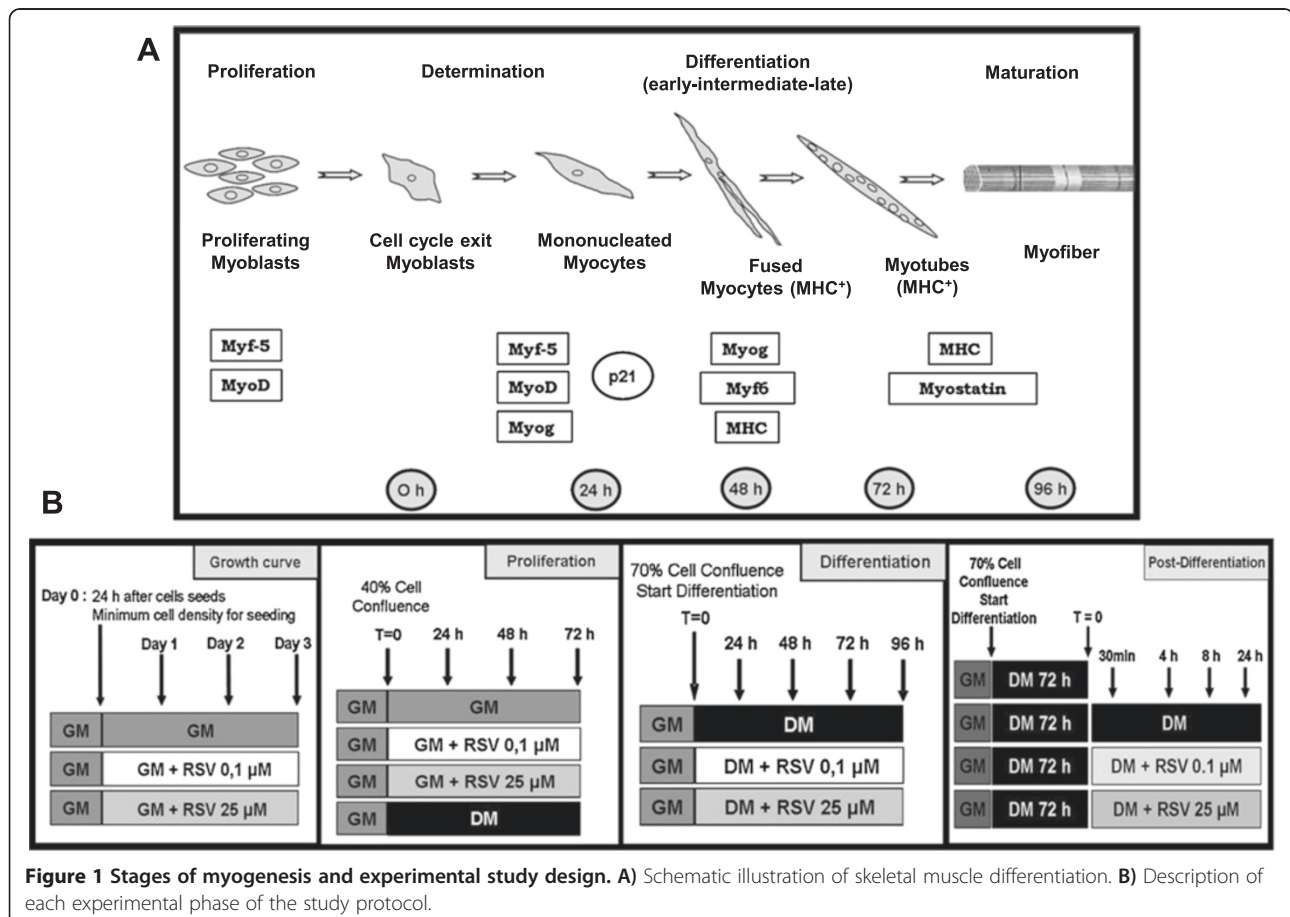 A
Proliferation
Determination
Differentiation
(early-intermediate-late)
Maturation
Proliferating
Myoblasts
Cell cycle exit
Myoblasts
Mononucleated
Myocytes
Fused
Myocytes (MHC⁺)
Myotubes
(MHC⁺)
Myofiber
Myf-5
MyoD
Myf-5
MyoD
Myog
p21
Myog
Myf6
MHC
MHC
Myostatin
O h
24 h
48 h
72 h
96 h
B
Growth curve
Day 0 : 24 h after cells seeds
Minimum cell density for seeding
Day 1
Day 2
Day 3
GM
GM
GM
GM + RSV 0,1 µM
GM
GM + RSV 25 µM
Proliferation
40% Cell
Confluence
T=0
24 h
48 h
72 h
GM
GM
GM
GM + RSV 0,1 µM
GM
GM + RSV 25 µM
GM
DM
Differentiation
70% Cell Confluence
Start Differentiation
T=0
24 h
48 h
72 h
96 h
GM
DM
GM
DM + RSV 0,1 µM
GM
DM + RSV 25 µM
Post-Differentiation
70% Cell
Confluence
Start
Differentiation
T = 0
30min
4 h
8 h
24 h
GM
DM 72 h
GM
DM 72 h
DM
GM
DM 72 h
DM + RSV 0.1 µM
GM
DM 72 h
DM + RSV 25 µM
Figure 1 Stages of myogenesis and experimental study design. A) Schematic illustration of skeletal muscle differentiation. B) Description of
each experimental phase of the study protocol.